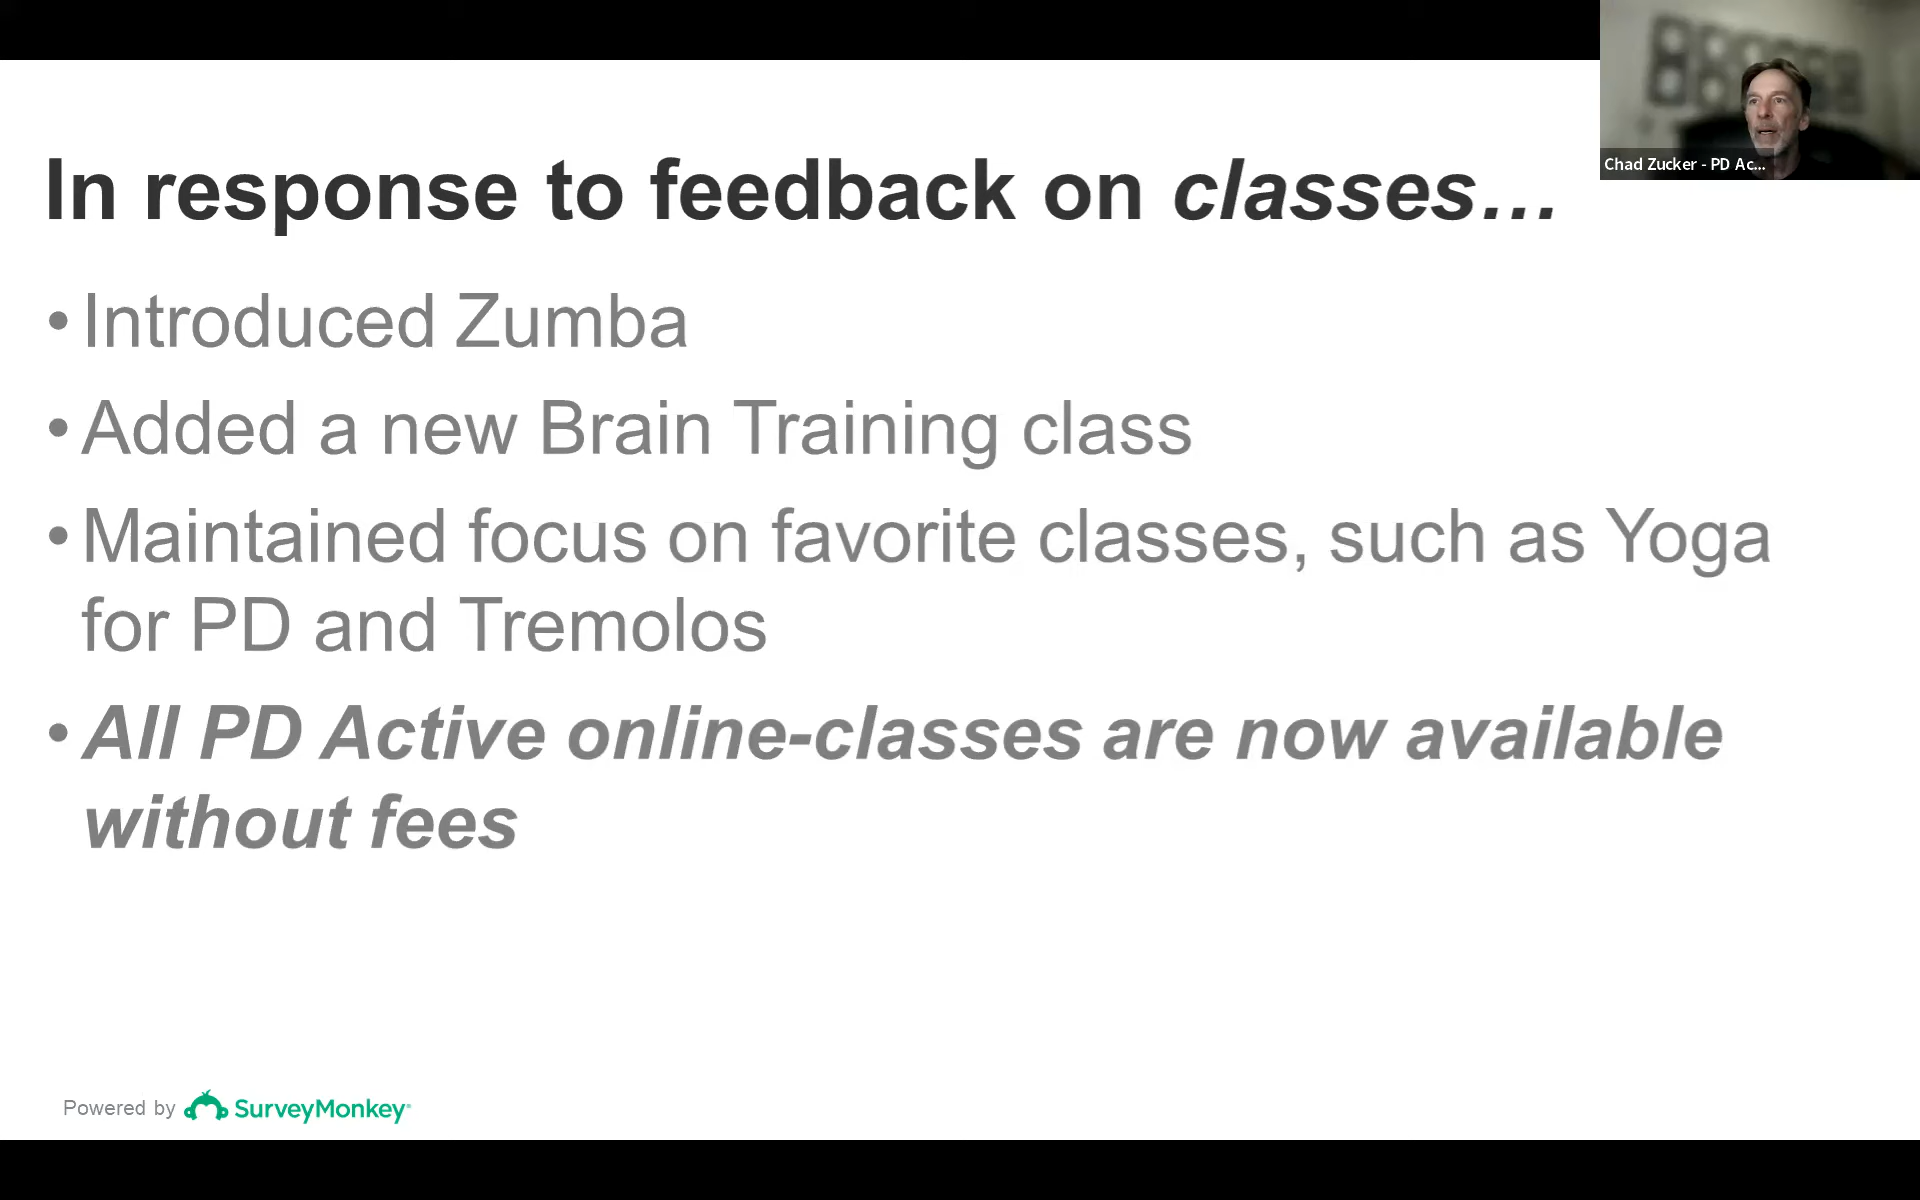 In response to feedback on classes…
• Introduced Zumba
• Added a new Brain Training class
• Maintained focus on favorite classes, such as Yoga
for PD and Tremolos
• All PD Active online-classes are now available
without fees
Powered by SurveyMonkey®
Chad Zucker - PD Ac...